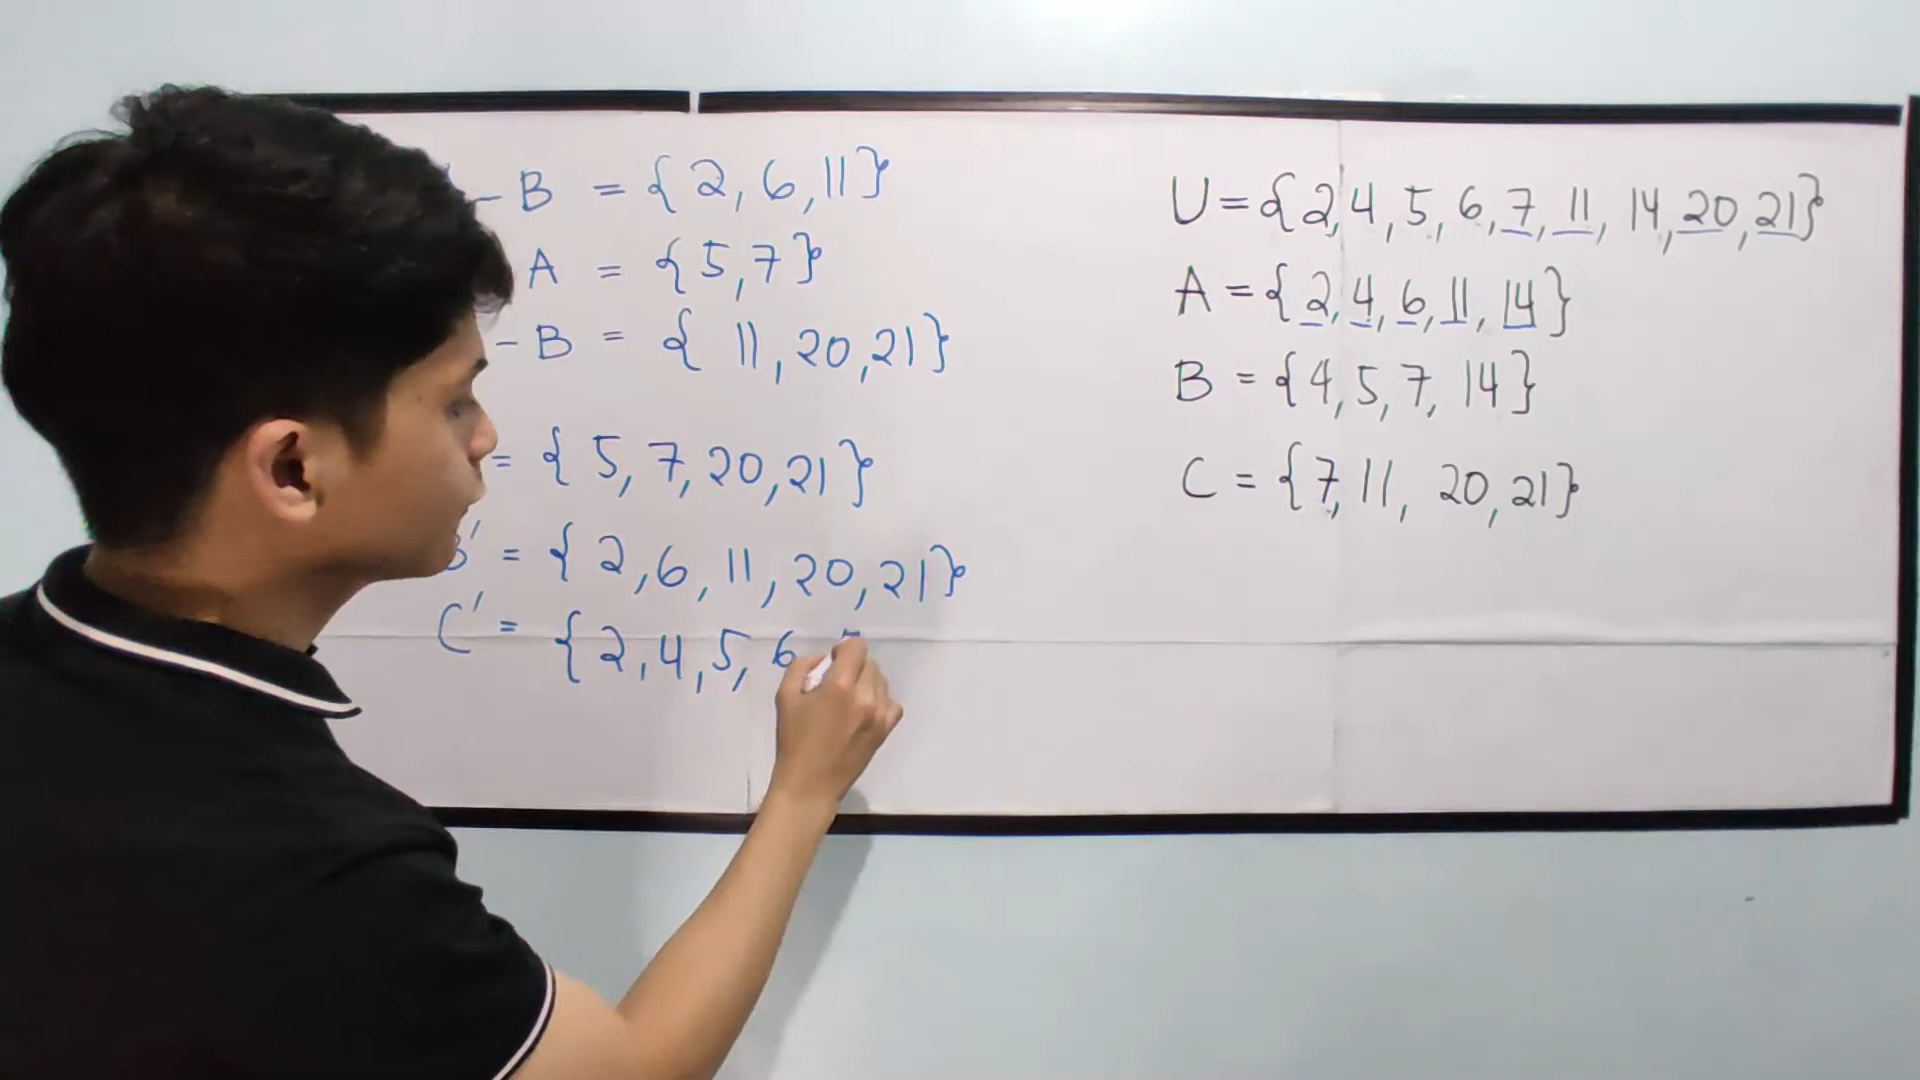 - B = {2, 6, 11}
A = {5, 7}
- B = { 11, 20, 21}
= { 5, 7, 20, 21}
B' = { 2, 6, 11, 20, 21}
C' = {2, 4, 5, 6
U = {2, 4, 5, 6, 7, 11, 14, 20, 21}
A = {2, 4, 6, 11, 14}
B = {4, 5, 7, 14}
C = {7, 11, 20, 21}